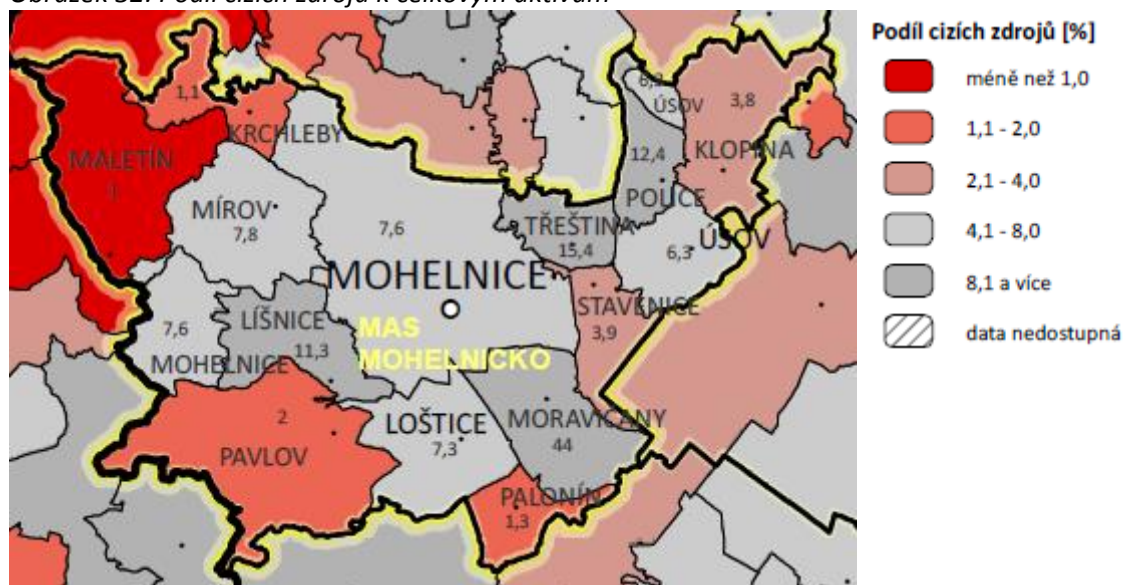 Obrázek 32: Podíl cizích zdrojů k celkovým aktivům
Podíl cizích zdrojů [%]
méně než 1,0
1,1 - 2,0
2,1 - 4,0
4,1 - 8,0
8,1 a více
data nedostupná
1,1
KRCHLEBY
MALETÍN
1
MÍROV
7,8
7,6
MOHELNICE
6,2
ÚSOV
3,8
KLOPINA
12,4
POLICE
TŘEŠTINA
15,4
6,3
ÚSOV
STAVENICE
3,9
7,6
MOHELNICE
LÍŠNICE
11,3
MAS
MOHELNICKO
2
PAVLOV
LOŠTICE
7,3
MORAVIČANY
44
PALONÍN
1,3